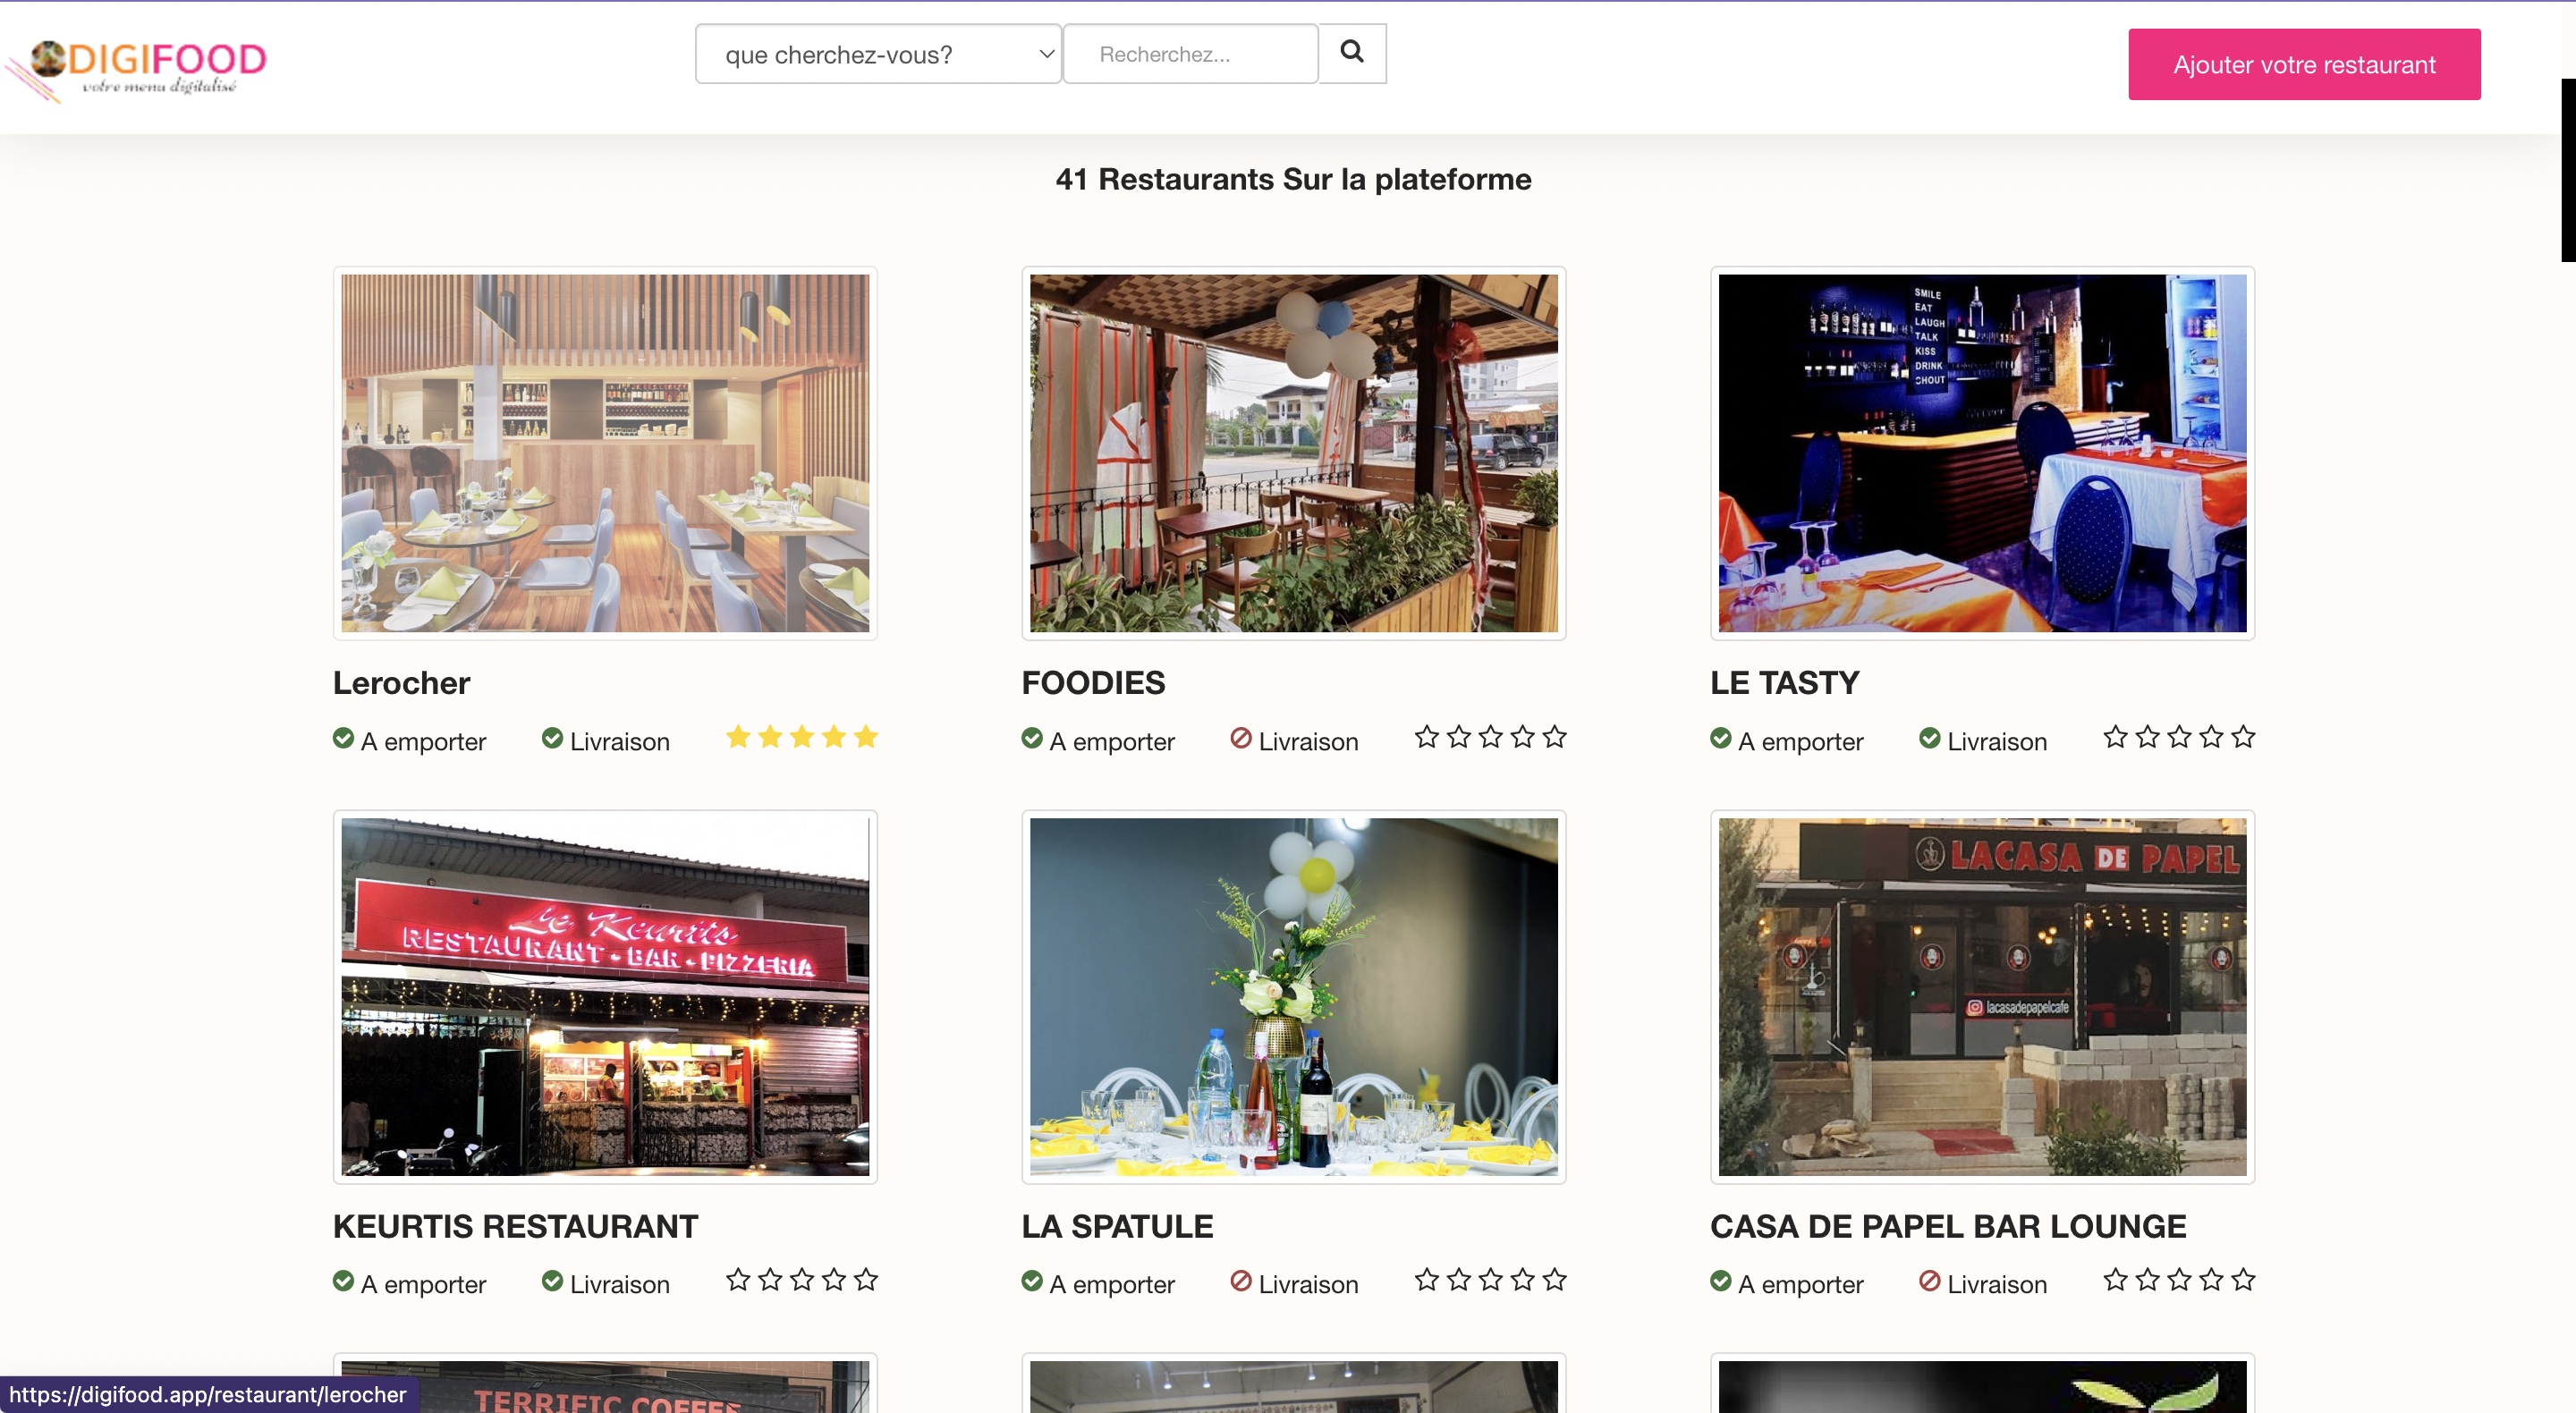 DIGIFOOD
votre menu digitalisé
que cherchez-vous?
Recherchez...
Ajouter votre restaurant
41 Restaurants Sur la plateforme
SMILE
EAT
LAUGH
TALK
KISS
DRINK
Lerocher
A emporter
Livraison
FOODIES
A emporter
Livraison
LE TASTY
A emporter
Livraison
Le Keurtis
RESTAURANT - BAR - PIZZERIA
LACASA DE PAPEL
lacasadepapelcafe
KEURTIS RESTAURANT
A emporter
Livraison
LA SPATULE
A emporter
Livraison
CASA DE PAPEL BAR LOUNGE
A emporter
Livraison
TERRIFIC COFFEE
https://digifood.app/restaurant/lerocher